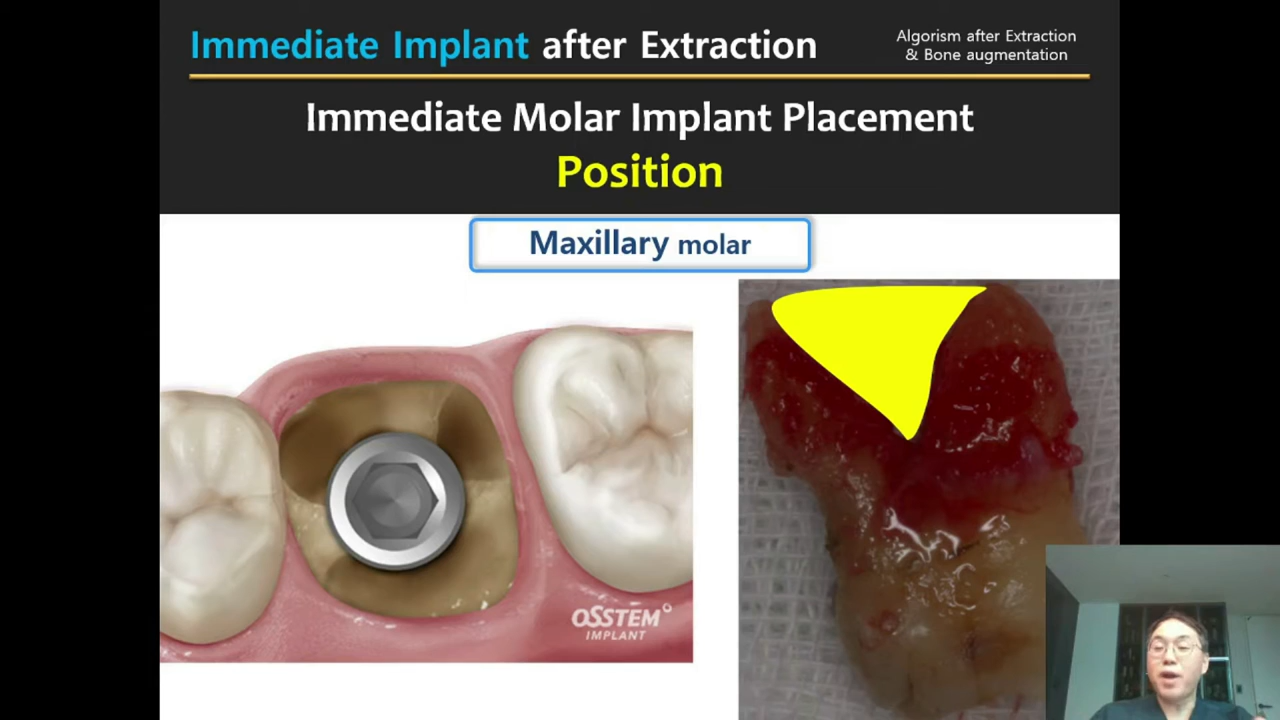 Immediate Implant after Extraction
Algorism after Extraction
& Bone augmentation
Immediate Molar Implant Placement
Position
Maxillary molar
OSSTEM
IMPLANT